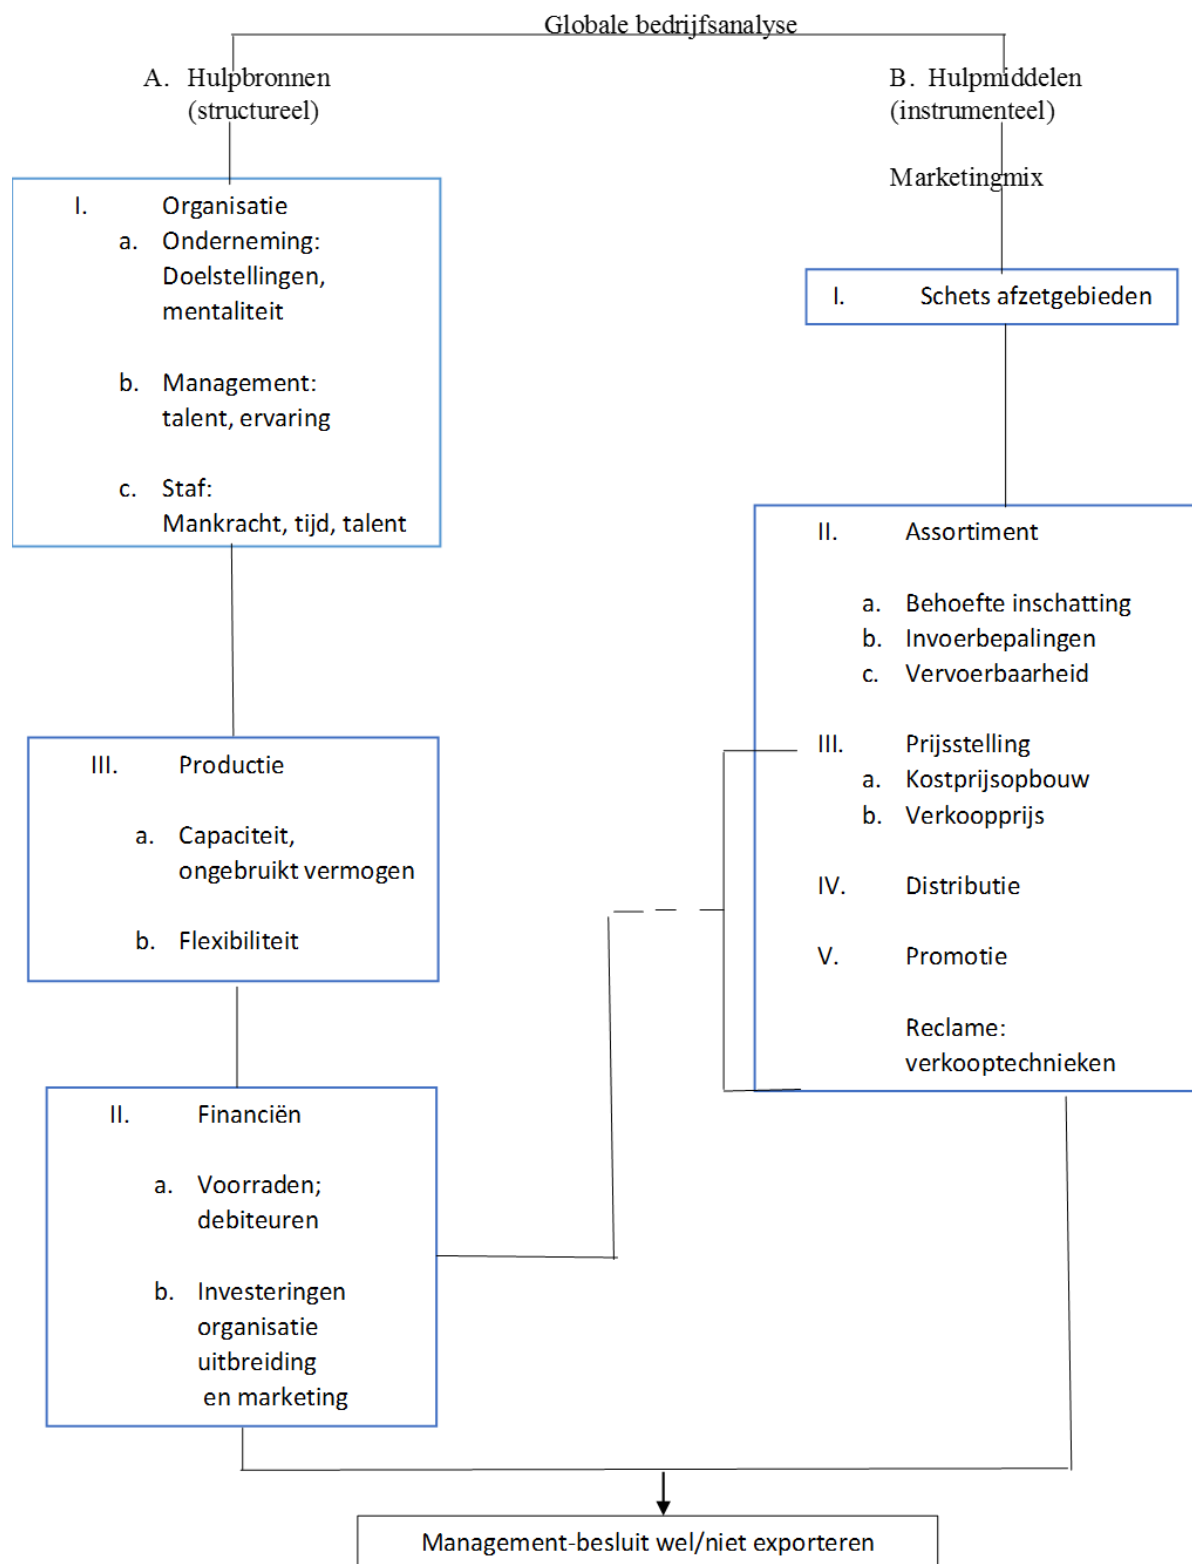 Globale bedrijfsanalyse
A. Hulpbronnen
(structureel)
I. Organisatie
a. Onderneming:
Doelstellingen,
mentaliteit
b. Management:
talent, ervaring
c. Staf:
Mankracht, tijd, talent
III. Productie
a. Capaciteit,
ongebruikt vermogen
b. Flexibiliteit
II. Financiën
a. Voorraden;
debiteuren
b. Investeringen
organisatie
uitbreiding
en marketing
B. Hulpmiddelen
(instrumenteel)
Marketingmix
I. Schets afzetgebieden
II. Assortiment
a. Behoefte inschatting
b. Invoerbepalingen
c. Vervoerbaarheid
III. Prijsstelling
a. Kostprijsopbouw
b. Verkoopprijs
IV. Distributie
V. Promotie
Reclame:
verkooptechnieken
Management-besluit wel/niet exporteren